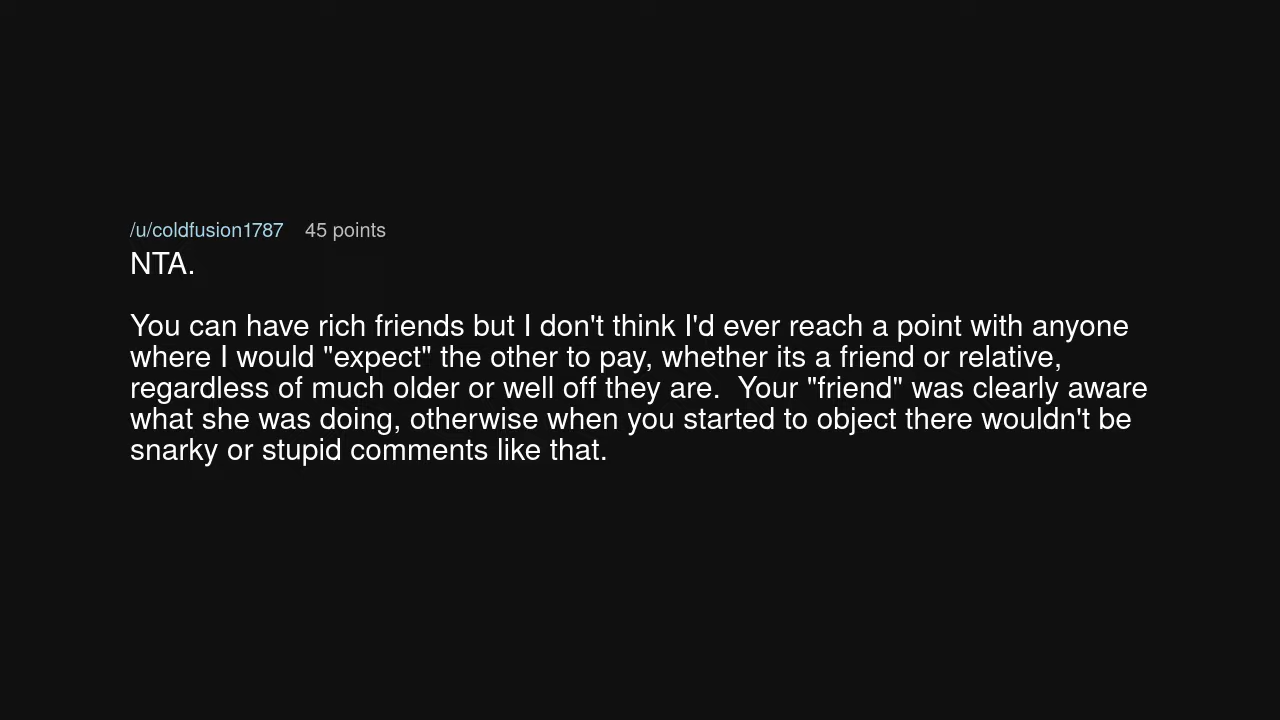 /u/coldfusion1787 45 points
NTA.
You can have rich friends but I don't think I'd ever reach a point with anyone
where I would "expect" the other to pay, whether its a friend or relative,
regardless of much older or well off they are.  Your "friend" was clearly aware
what she was doing, otherwise when you started to object there wouldn't be
snarky or stupid comments like that.